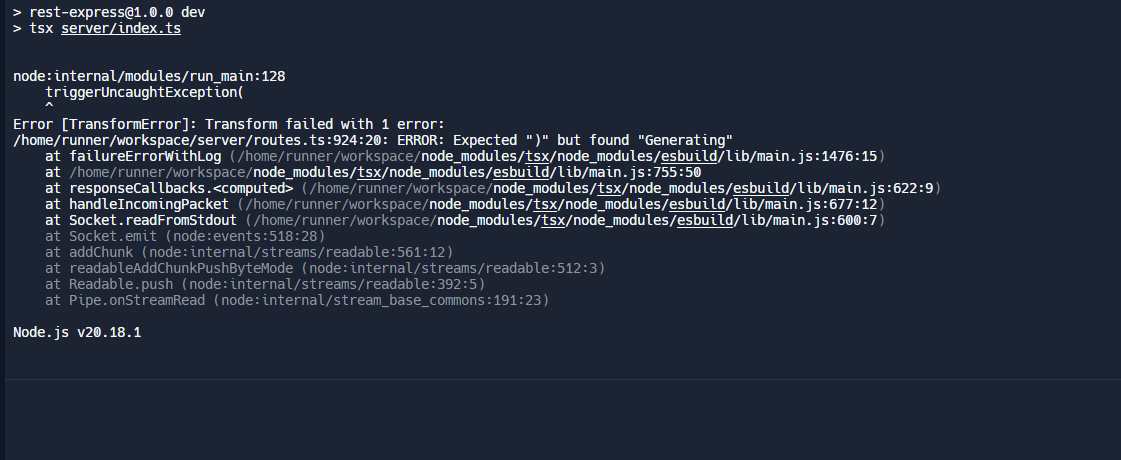 > rest-express@1.0.0 dev
> tsx server/index.ts
node:internal/modules/run_main:128
    triggerUncaughtException(
    ^
Error [TransformError]: Transform failed with 1 error:
/home/runner/workspace/server/routes.ts:924:20: ERROR: Expected ")" but found "Generating"
    at failureErrorWithLog (/home/runner/workspace/node_modules/tsx/node_modules/esbuild/lib/main.js:1476:15)
    at /home/runner/workspace/node_modules/tsx/node_modules/esbuild/lib/main.js:755:50
    at responseCallbacks.<computed> (/home/runner/workspace/node_modules/tsx/node_modules/esbuild/lib/main.js:622:9)
    at handleIncomingPacket (/home/runner/workspace/node_modules/tsx/node_modules/esbuild/lib/main.js:677:12)
    at Socket.readFromStdout (/home/runner/workspace/node_modules/tsx/node_modules/esbuild/lib/main.js:600:7)
    at Socket.emit (node:events:518:28)
    at addChunk (node:internal/streams/readable:561:12)
    at readableAddChunkPushByteMode (node:internal/streams/readable:512:3)
    at Readable.push (node:internal/streams/readable:392:5)
    at Pipe.onStreamRead (node:internal/stream_base_commons:191:23)
Node.js v20.18.1